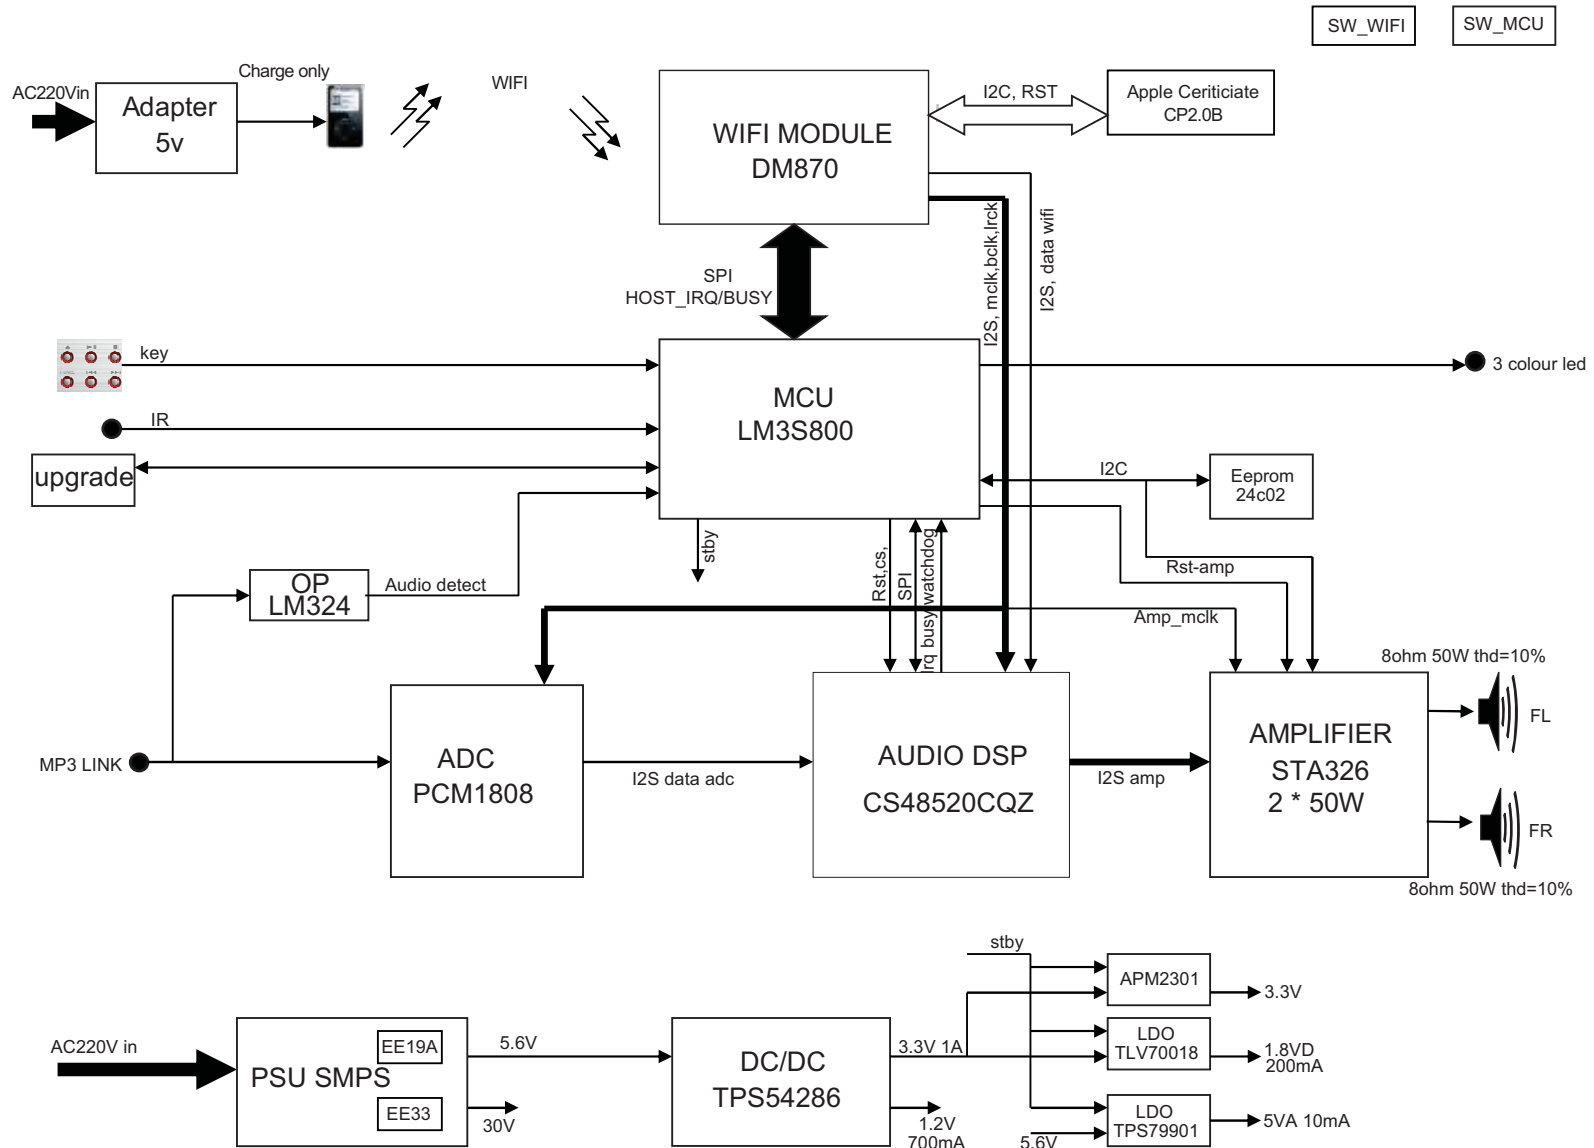 SW_WIFI
SW_MCU
AC220Vin
Adapter
5v
Charge only
WIFI
WIFI MODULE
DM870
I2C, RST
Apple Ceriticiate
CP2.0B
SPI
HOST_IRQ/BUSY
I2S, mclk,bclk,lrck
I2S, data wifi
key
IR
upgrade
MCU
LM3S800
3 colour led
I2C
Eeprom
24c02
stby
Rst,cs,
SPI
Irq busy watchdog
Rst-amp
Amp_mclk
OP
LM324
Audio detect
MP3 LINK
ADC
PCM1808
I2S data adc
AUDIO DSP
CS48520CQZ
I2S amp
AMPLIFIER
STA326
2 * 50W
8ohm 50W thd=10%
FL
FR
8ohm 50W thd=10%
AC220V in
PSU SMPS
EE19A
EE33
5.6V
30V
DC/DC
TPS54286
3.3V 1A
1.2V
700mA
stby
5.6V
APM2301
3.3V
LDO
TLV70018
1.8VD
200mA
LDO
TPS79901
5VA 10mA